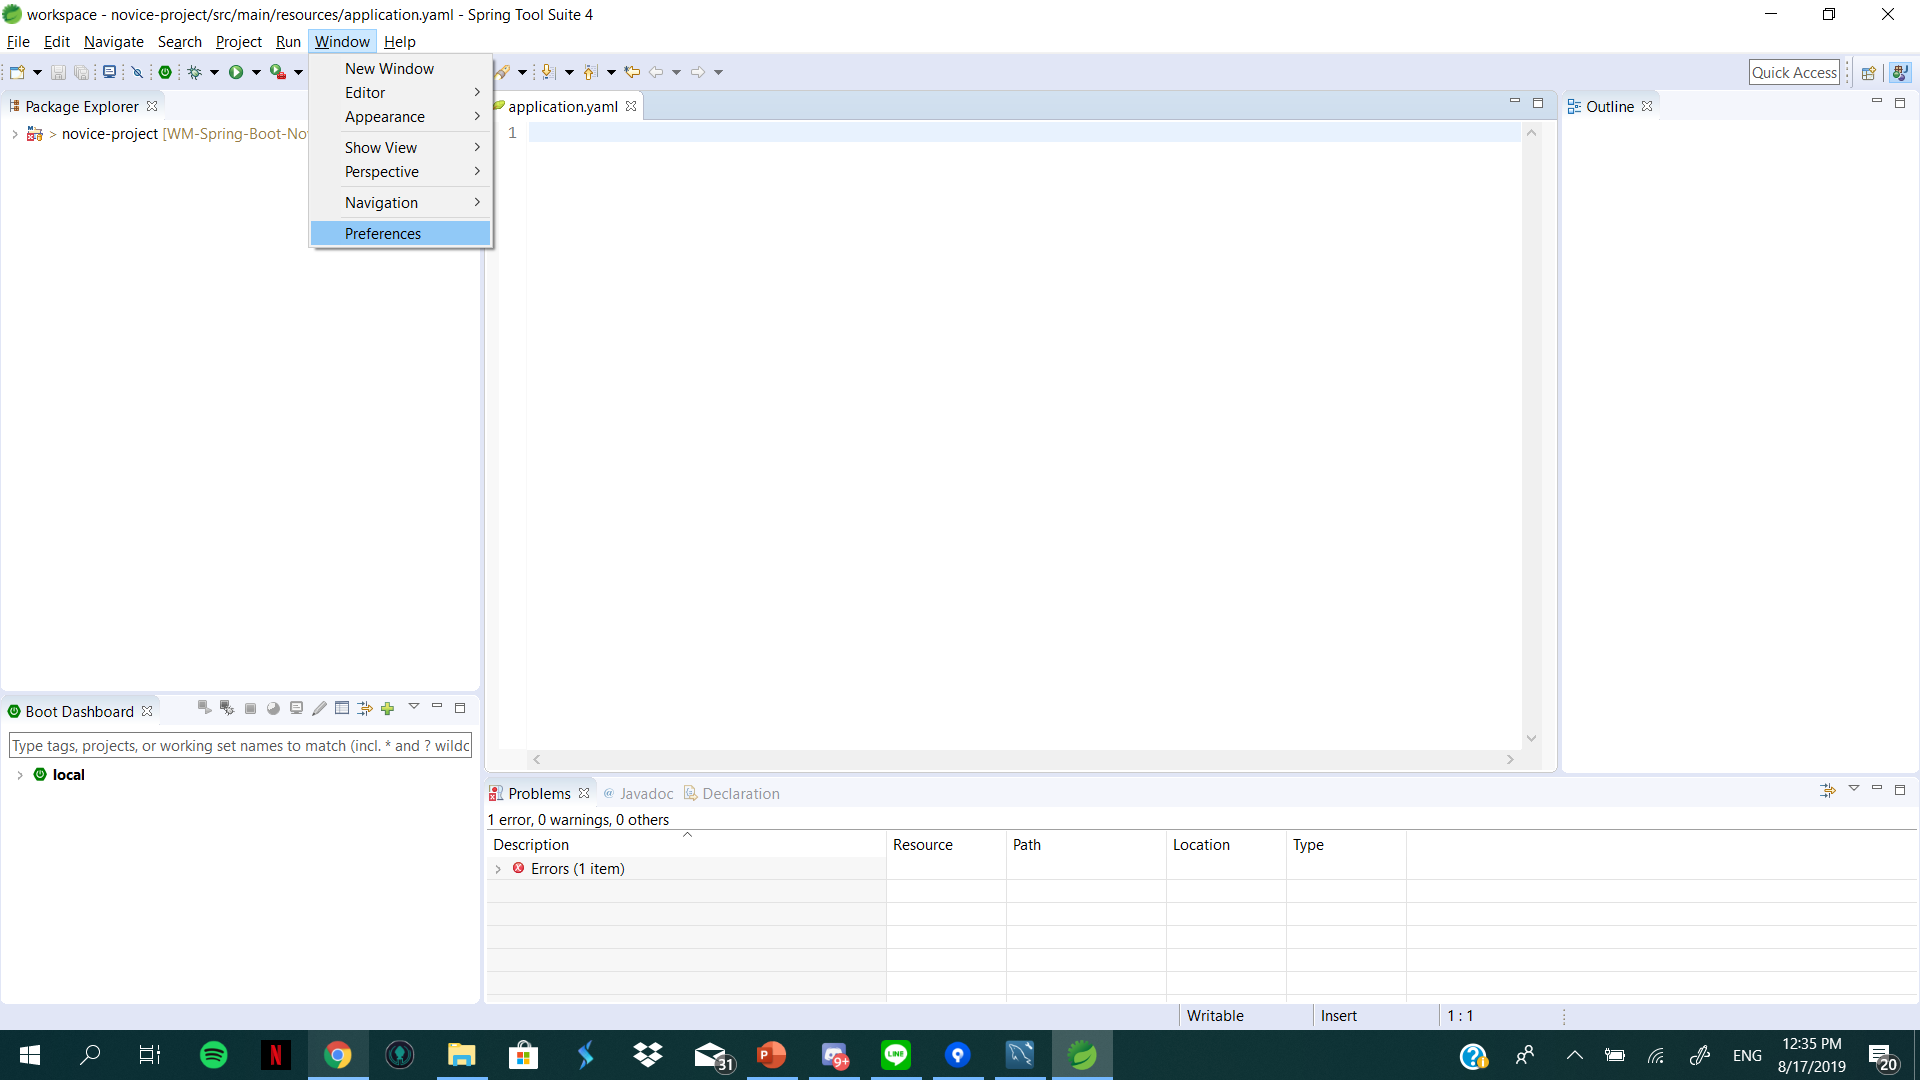 workspace - novice-project/src/main/resources/application.yaml - Spring Tool Suite 4
File Edit Navigate Search Project Run Window Help
New Window
Editor
Appearance
Show View
Perspective
Navigation
Preferences
Quick Access
Package Explorer
> novice-project [WM-Spring-Boot-No
application.yaml
1
Outline
Boot Dashboard
Type tags, projects, or working set names to match (incl. * and ? wildc
local
Problems @ Javadoc Declaration
1 error, 0 warnings, 0 others
Description Resource Path Location Type
Errors (1 item)
Writable Insert 1 : 1
N
31
P
9+
LINE
ENG
12:35 PM
8/17/2019
20